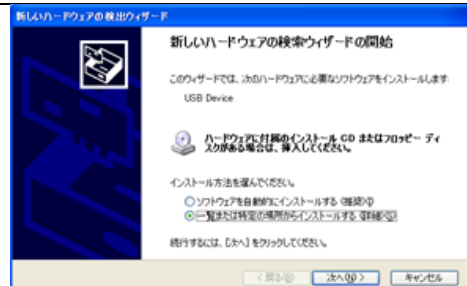 新しいハードウェアの検出ウィザード
新しいハードウェアの検索ウィザードの開始
このウィザードでは、次のハードウェアに必要なソフトウェアをインストールします:
USB Device
ハードウェアに付属のインストール CD またはフロッピー ディ
スクがある場合は、挿入してください。
インストール方法を選んでください。
ソフトウェアを自動的にインストールする (推奨)(I)
一覧または特定の場所からインストールする (詳細)(S)
続行するには、[次へ] をクリックしてください。
< 戻る(B) 次へ(N) > キャンセル